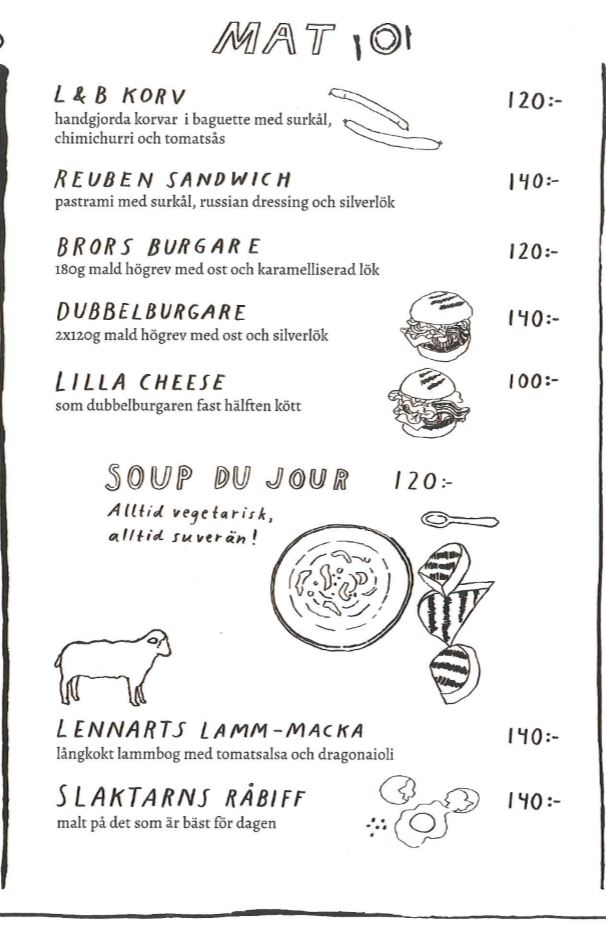 MAT
L & B KORV 120:-
handgjorda korvar i baguette med surkål,
chimichurri och tomatsås
REUBEN SANDWICH 140:-
pastrami med surkål, russian dressing och silverlök
BRORS BURGARE 120:-
180g mald högrev med ost och karamelliserad lök
DUBBELBURGARE 140:-
2x120g mald högrev med ost och silverlök
LILLA CHEESE 100:-
som dubbelburgaren fast hälften kött
SOUP DU JOUR 120:-
Alltid vegetarisk,
alltid suverän!
LENNARTS LAMM-MACKA 140:-
långkokt lammbog med tomatsalsa och dragonaioli
SLAKTARNS RÅBIFF 140:-
malt på det som är bäst för dagen